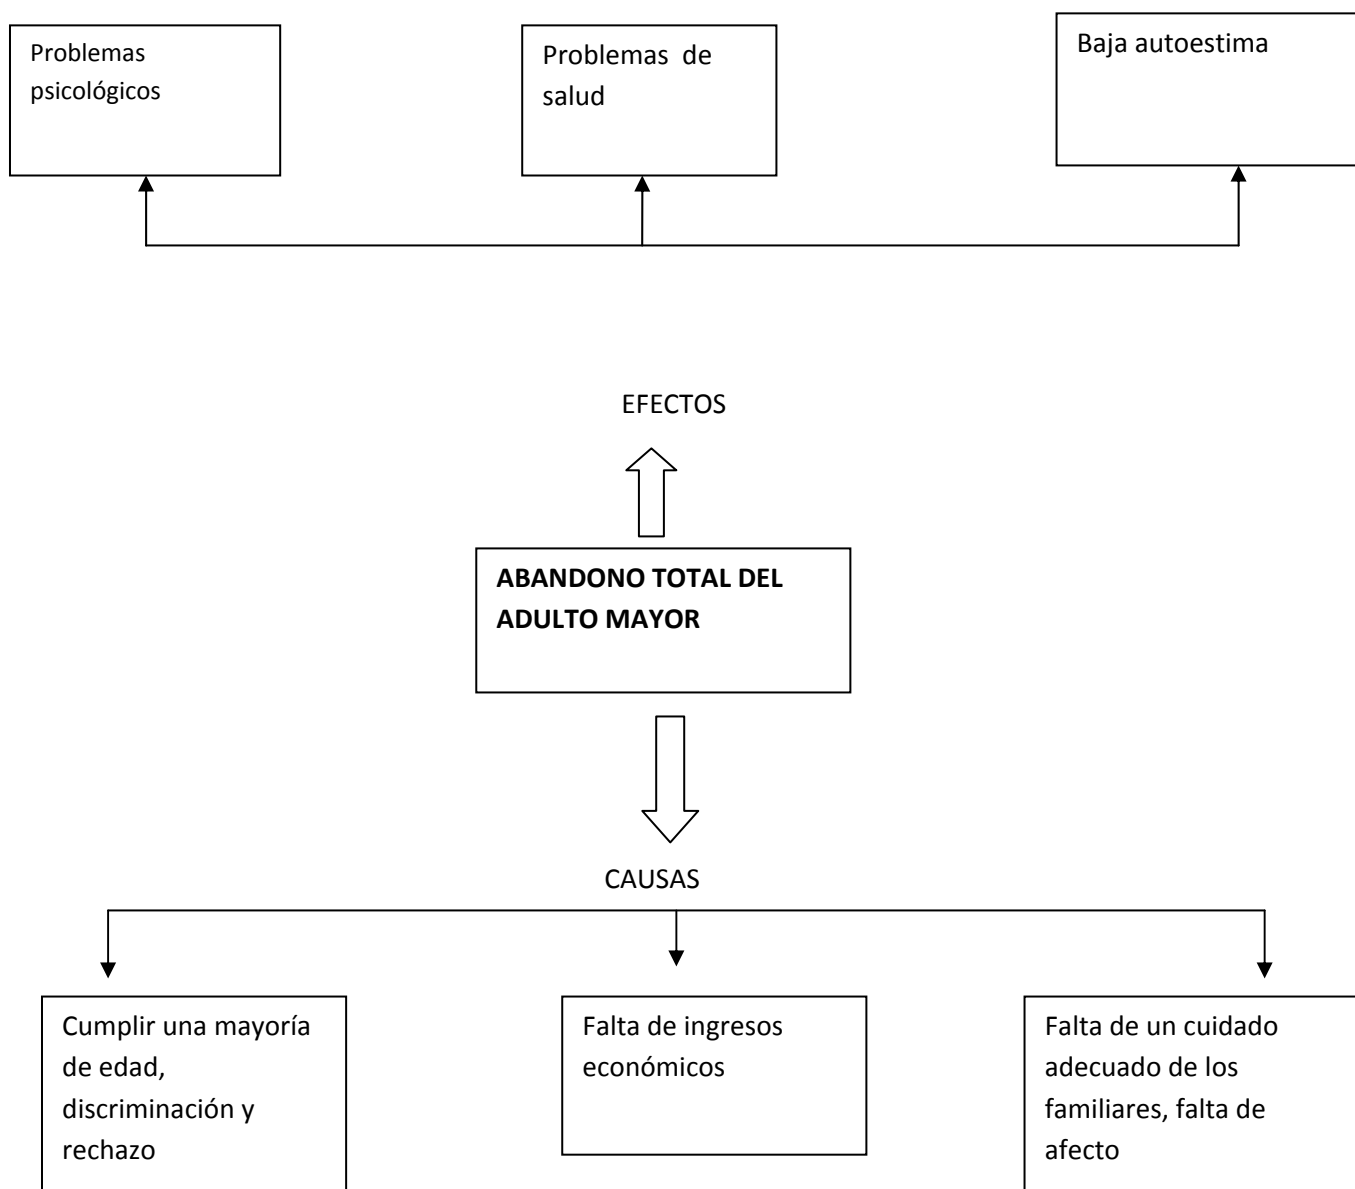 Problemas
psicológicos
Problemas de
salud
Baja autoestima
EFECTOS
ABANDONO TOTAL DEL
ADULTO MAYOR
CAUSAS
Cumplir una mayoría
de edad,
discriminación y
rechazo
Falta de ingresos
económicos
Falta de un cuidado
adecuado de los
familiares, falta de
afecto